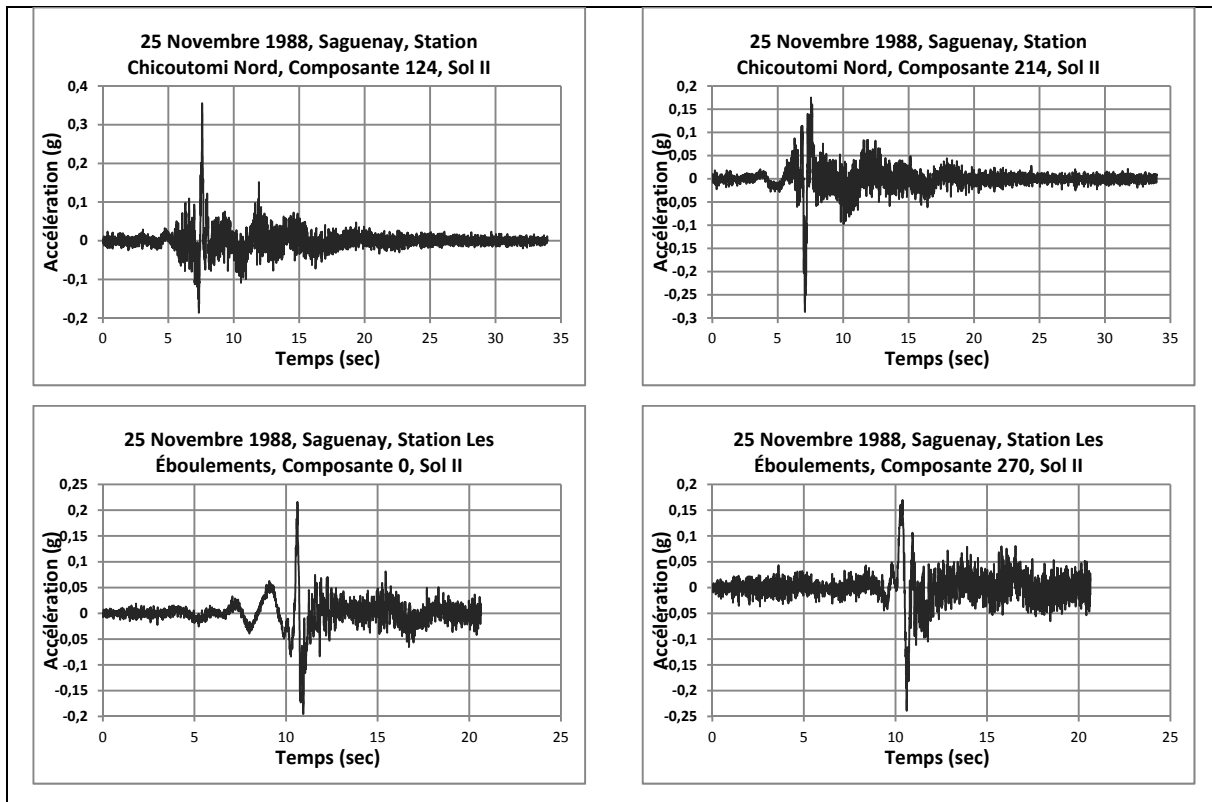 25 Novembre 1988, Saguenay, Station
Chicoutomi Nord, Composante 124, Sol II
Accélération (g)
0,4
0,3
0,2
0,1
0
-0,1
-0,2
0 5 10 15 20 25 30 35
Temps (sec)
25 Novembre 1988, Saguenay, Station
Chicoutomi Nord, Composante 214, Sol II
Accélération (g)
0,2
0,15
0,1
0,05
0
-0,05
-0,1
-0,15
-0,2
-0,25
-0,3
0 5 10 15 20 25 30 35
Temps (sec)
25 Novembre 1988, Saguenay, Station Les
Éboulements, Composante 0, Sol II
Accélération (g)
0,25
0,2
0,15
0,1
0,05
0
-0,05
-0,1
-0,15
-0,2
0 5 10 15 20 25
Temps (sec)
25 Novembre 1988, Saguenay, Station Les
Éboulements, Composante 270, Sol II
Accélération (g)
0,2
0,15
0,1
0,05
0
-0,05
-0,1
-0,15
-0,2
-0,25
0 5 10 15 20 25
Temps (sec)